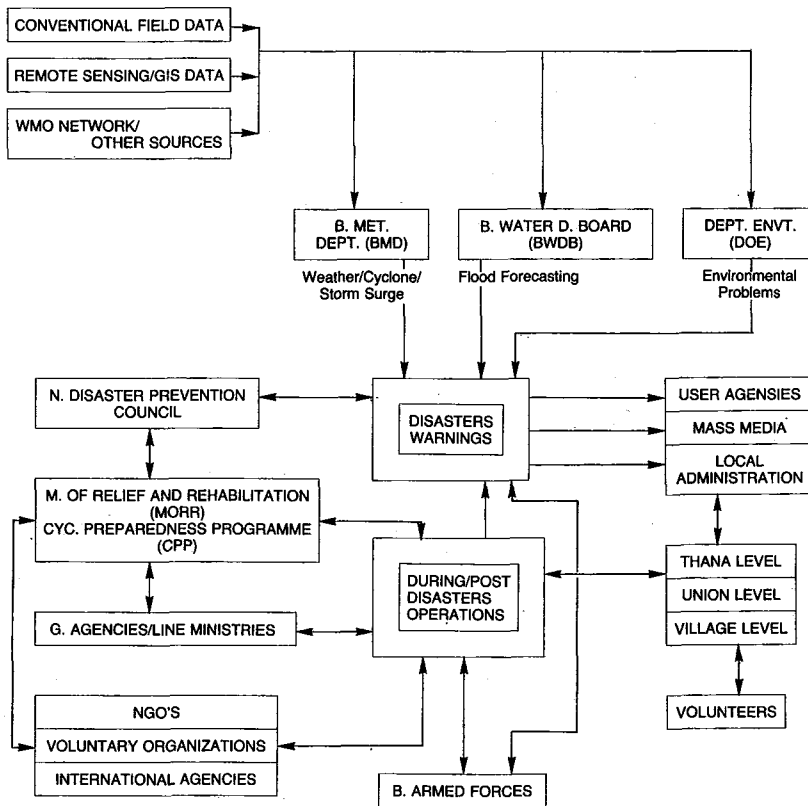 CONVENTIONAL FIELD DATA
REMOTE SENSING/GIS DATA
WMO NETWORK/
OTHER SOURCES
B. MET.
DEPT. (BMD)
B. WATER D. BOARD
(BWDB)
DEPT. ENVT.
(DOE)
Weather/Cyclone/
Storm Surge
Flood Forecasting
Environmental
Problems
N. DISASTER PREVENTION
COUNCIL
DISASTERS
WARNINGS
USER AGENSIES
MASS MEDIA
LOCAL
ADMINISTRATION
M. OF RELIEF AND REHABILITATION
(MORR)
CYC. PREPAREDNESS PROGRAMME
(CPP)
DURING/POST
DISASTERS
OPERATIONS
THANA LEVEL
UNION LEVEL
VILLAGE LEVEL
G. AGENCIES/LINE MINISTRIES
NGO'S
VOLUNTARY ORGANIZATIONS
INTERNATIONAL AGENCIES
VOLUNTEERS
B. ARMED FORCES